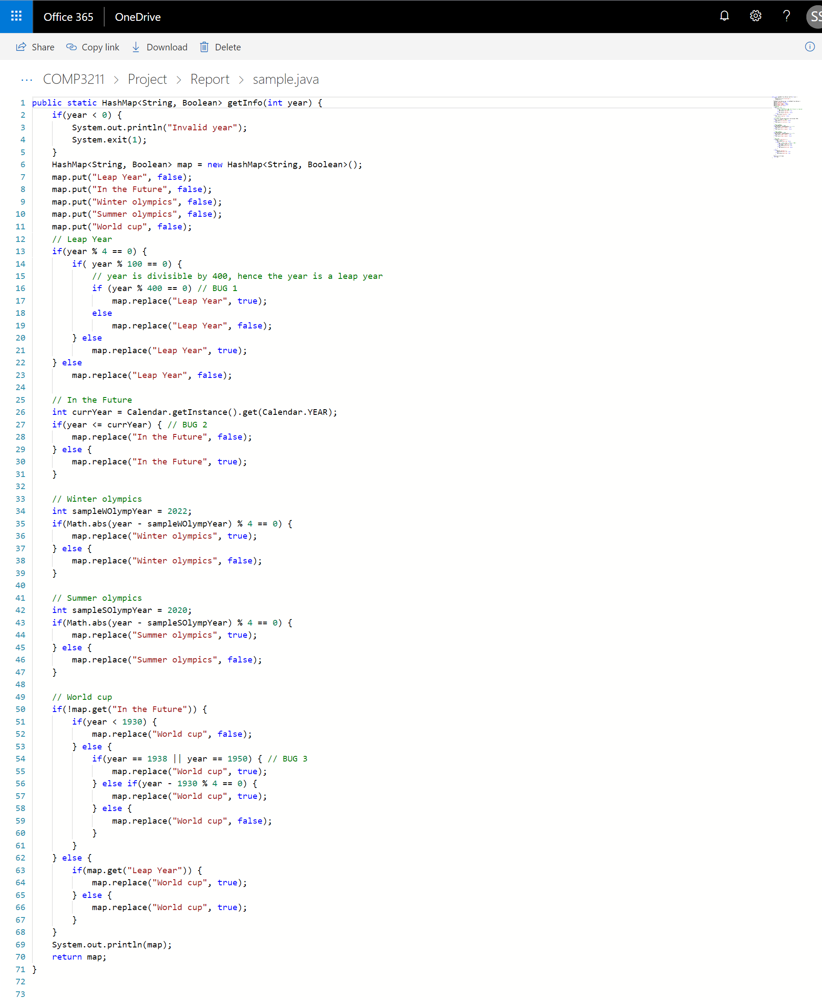 Office 365 OneDrive ? SS
Share Copy link Download Delete
... COMP3211 > Project > Report > sample.java
1 public static HashMap<String, Boolean> getInfo(int year) {
2     if(year < 0) {
3         System.out.println("Invalid year");
4         System.exit(1);
5     }
6     HashMap<String, Boolean> map = new HashMap<String, Boolean>();
7     map.put("Leap Year", false);
8     map.put("In the Future", false);
9     map.put("Winter olympics", false);
10     map.put("Summer olympics", false);
11     map.put("World cup", false);
12     // Leap Year
13     if(year % 4 == 0) {
14         if( year % 100 == 0) {
15             // year is divisible by 400, hence the year is a leap year
16             if (year % 400 == 0) // BUG 1
17                 map.replace("Leap Year", true);
18             else
19                 map.replace("Leap Year", false);
20         } else
21             map.replace("Leap Year", true);
22     } else
23         map.replace("Leap Year", false);
24
25     // In the Future
26     int currYear = Calendar.getInstance().get(Calendar.YEAR);
27     if(year <= currYear) { // BUG 2
28         map.replace("In the Future", false);
29     } else {
30         map.replace("In the Future", true);
31     }
32
33     // Winter olympics
34     int sampleWOlympYear = 2022;
35     if(Math.abs(year - sampleWOlympYear) % 4 == 0) {
36         map.replace("Winter olympics", true);
37     } else {
38         map.replace("Winter olympics", false);
39     }
40
41     // Summer olympics
42     int sampleSOlympYear = 2020;
43     if(Math.abs(year - sampleSOlympYear) % 4 == 0) {
44         map.replace("Summer olympics", true);
45     } else {
46         map.replace("Summer olympics", false);
47     }
48
49     // World cup
50     if(!map.get("In the Future")) {
51         if(year < 1930) {
52             map.replace("World cup", false);
53         } else {
54             if(year == 1938 || year == 1950) { // BUG 3
55                 map.replace("World cup", true);
56             } else if(year - 1930 % 4 == 0) {
57                 map.replace("World cup", true);
58             } else {
59                 map.replace("World cup", false);
60             }
61         }
62     } else {
63         if(map.get("Leap Year")) {
64             map.replace("World cup", true);
65         } else {
66             map.replace("World cup", true);
67         }
68     }
69     System.out.println(map);
70     return map;
71 }
72
73